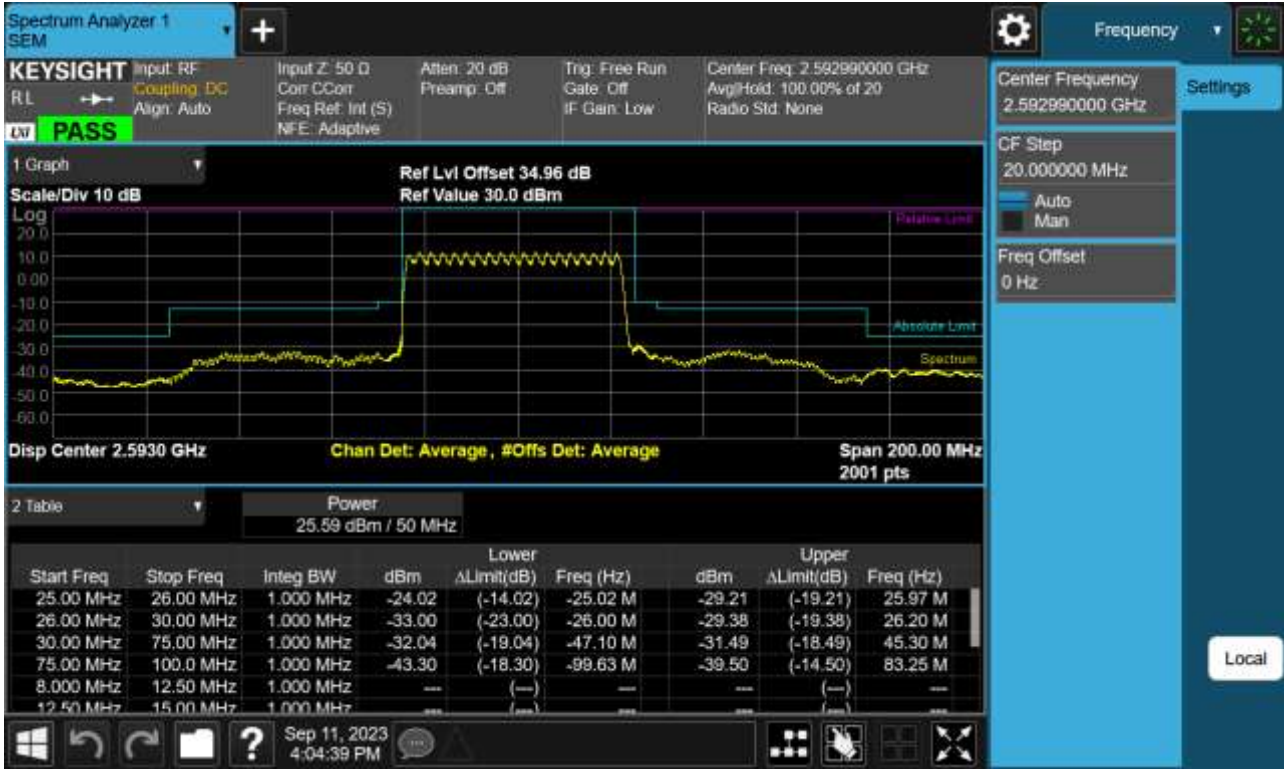 Spectrum Analyzer 1
SEM
+
Frequency
KEYSIGHT
RL
LXI
PASS
Input: RF
Coupling: DC
Align: Auto
Input Z: 50 Ω
Corr CCorr
Freq Ref: Int (S)
NFE: Adaptive
Atten: 20 dB
Preamp: Off
Trig: Free Run
Gate: Off
IF Gain: Low
Center Freq: 2.592990000 GHz
Avg|Hold: 100.00% of 20
Radio Std: None
Center Frequency
2.592990000 GHz
Settings
CF Step
20.000000 MHz
Auto
Man
Freq Offset
0 Hz
Local
1 Graph
Scale/Div 10 dB
Ref Lvl Offset 34.96 dB
Ref Value 30.0 dBm
Log
20.0
10.0
0.00
-10.0
-20.0
-30.0
-40.0
-50.0
-60.0
Relative Limit
Absolute Limit
Spectrum
Disp Center 2.5930 GHz
Chan Det: Average, #Offs Det: Average
Span 200.00 MHz
2001 pts
2 Table
Power
25.59 dBm / 50 MHz
Lower Upper
Start Freq Stop Freq Integ BW dBm ΔLimit(dB) Freq (Hz) dBm ΔLimit(dB) Freq (Hz)
25.00 MHz 26.00 MHz 1.000 MHz -24.02 (-14.02) -25.02 M -29.21 (-19.21) 25.97 M
26.00 MHz 30.00 MHz 1.000 MHz -33.00 (-23.00) -26.00 M -29.38 (-19.38) 26.20 M
30.00 MHz 75.00 MHz 1.000 MHz -32.04 (-19.04) -47.10 M -31.49 (-18.49) 45.30 M
75.00 MHz 100.0 MHz 1.000 MHz -43.30 (-18.30) -99.63 M -39.50 (-14.50) 83.25 M
8.000 MHz 12.50 MHz 1.000 MHz --- (---) --- --- (---) ---
12.50 MHz 15.00 MHz 1.000 MHz --- (---) --- --- (---) ---
?
Sep 11, 2023
4:04:39 PM